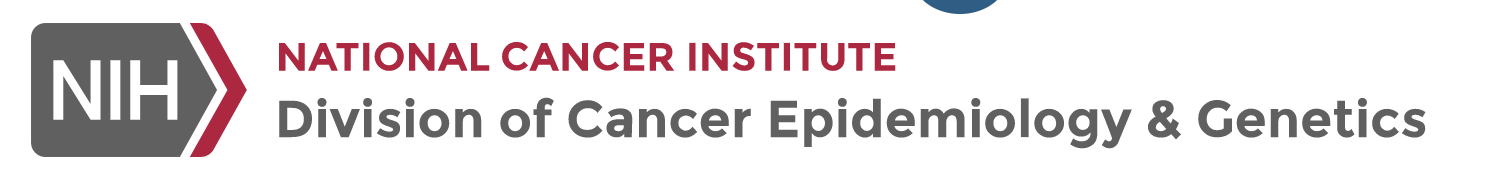 NIH
NATIONAL CANCER INSTITUTE
Division of Cancer Epidemiology & Genetics